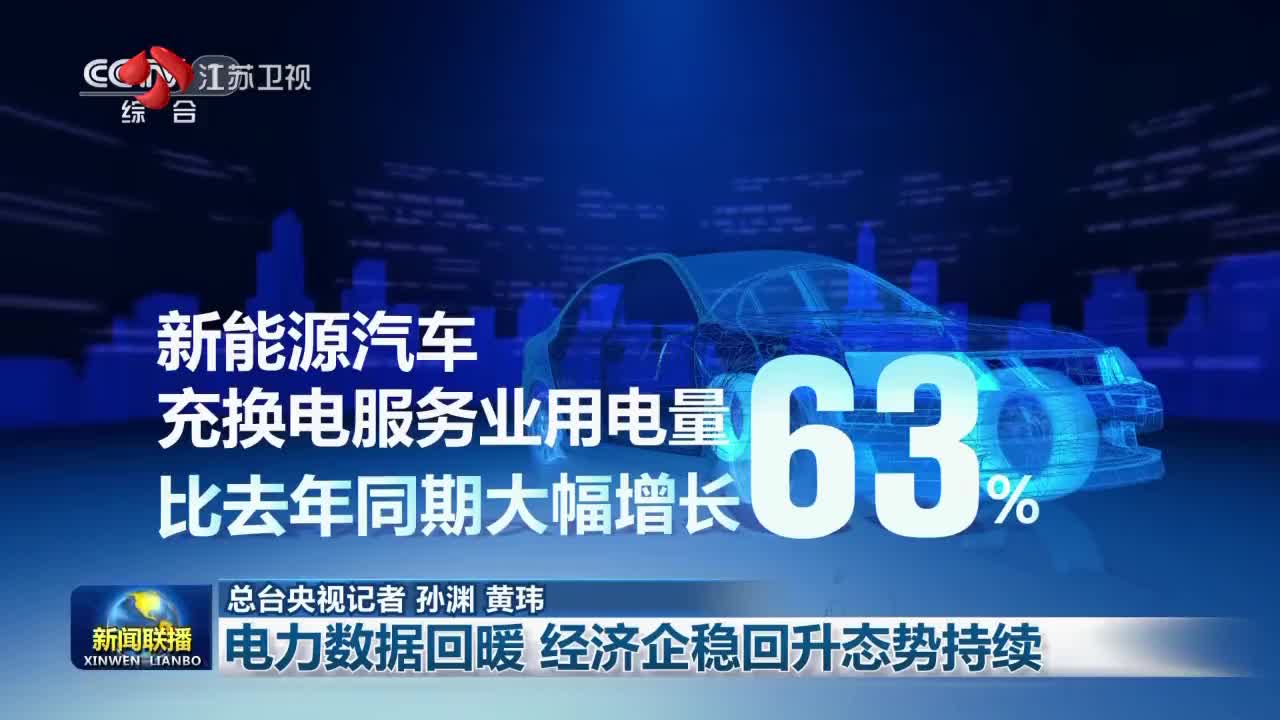 CCTV 江苏卫视
综合
新能源汽车
充换电服务业用电量
比去年同期大幅增长63%
总台央视记者 孙渊 黄玮
新闻联播
XINWEN LIANBO
电力数据回暖 经济企稳回升态势持续